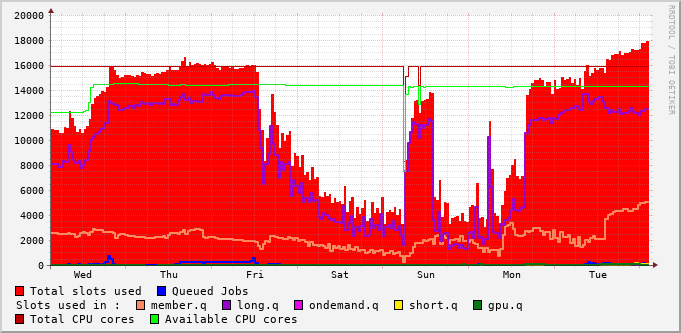 20000
18000
16000
14000
12000
10000
8000
6000
4000
2000
0
Wed Thu Fri Sat Sun Mon Tue
Total slots used Queued Jobs
Slots used in : member.q long.q ondemand.q short.q gpu.q
Total CPU cores Available CPU cores
RRDTOOL / TOBI OETIKER